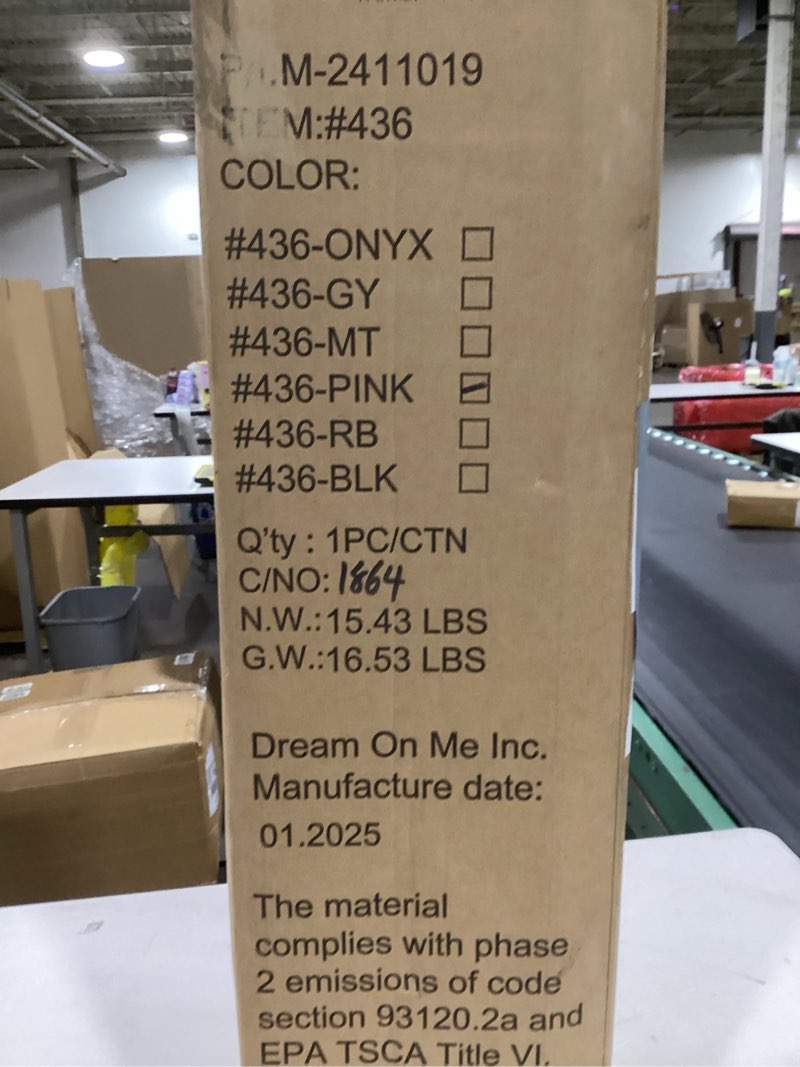 M-2411019
ITEM:#436
COLOR:
#436-ONYX
#436-GY
#436-MT
#436-PINK
#436-RB
#436-BLK
Q'ty : 1PC/CTN
C/NO: 1864
N.W.:15.43 LBS
G.W.:16.53 LBS
Dream On Me Inc.
Manufacture date:
01.2025
The material
complies with phase
2 emissions of code
section 93120.2a and
EPA TSCA Title VI.